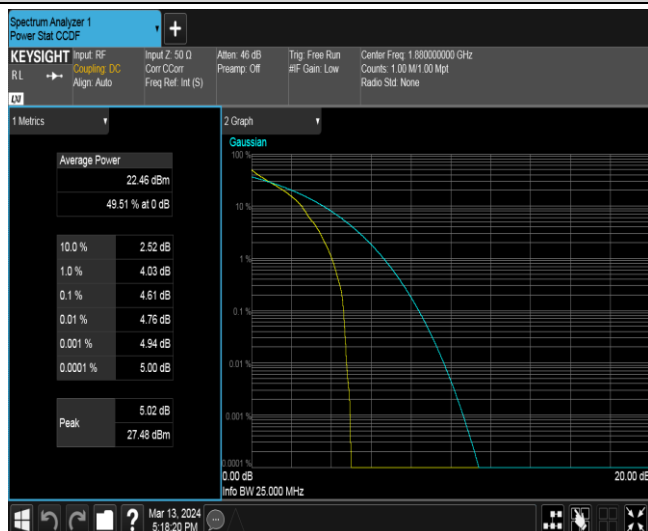 Spectrum Analyzer 1
Power Stat CCDF
+
KEYSIGHT
RL
LXI
Input: RF
Coupling: DC
Align: Auto
Input Z: 50 Ω
Corr CCorr
Freq Ref: Int (S)
Atten: 46 dB
Preamp: Off
Trig: Free Run
#IF Gain: Low
Center Freq: 1.880000000 GHz
Counts: 1.00 M/1.00 Mpt
Radio Std: None
1 Metrics
Average Power
22.46 dBm
49.51 % at 0 dB
10.0 % 2.52 dB
1.0 % 4.03 dB
0.1 % 4.61 dB
0.01 % 4.76 dB
0.001 % 4.94 dB
0.0001 % 5.00 dB
Peak
5.02 dB
27.48 dBm
2 Graph
Gaussian
100 %
10 %
1 %
0.1 %
0.01 %
0.001 %
0.0001 %
0.00 dB 20.00 dB
Info BW 25.000 MHz
?
Mar 13, 2024
5:18:20 PM